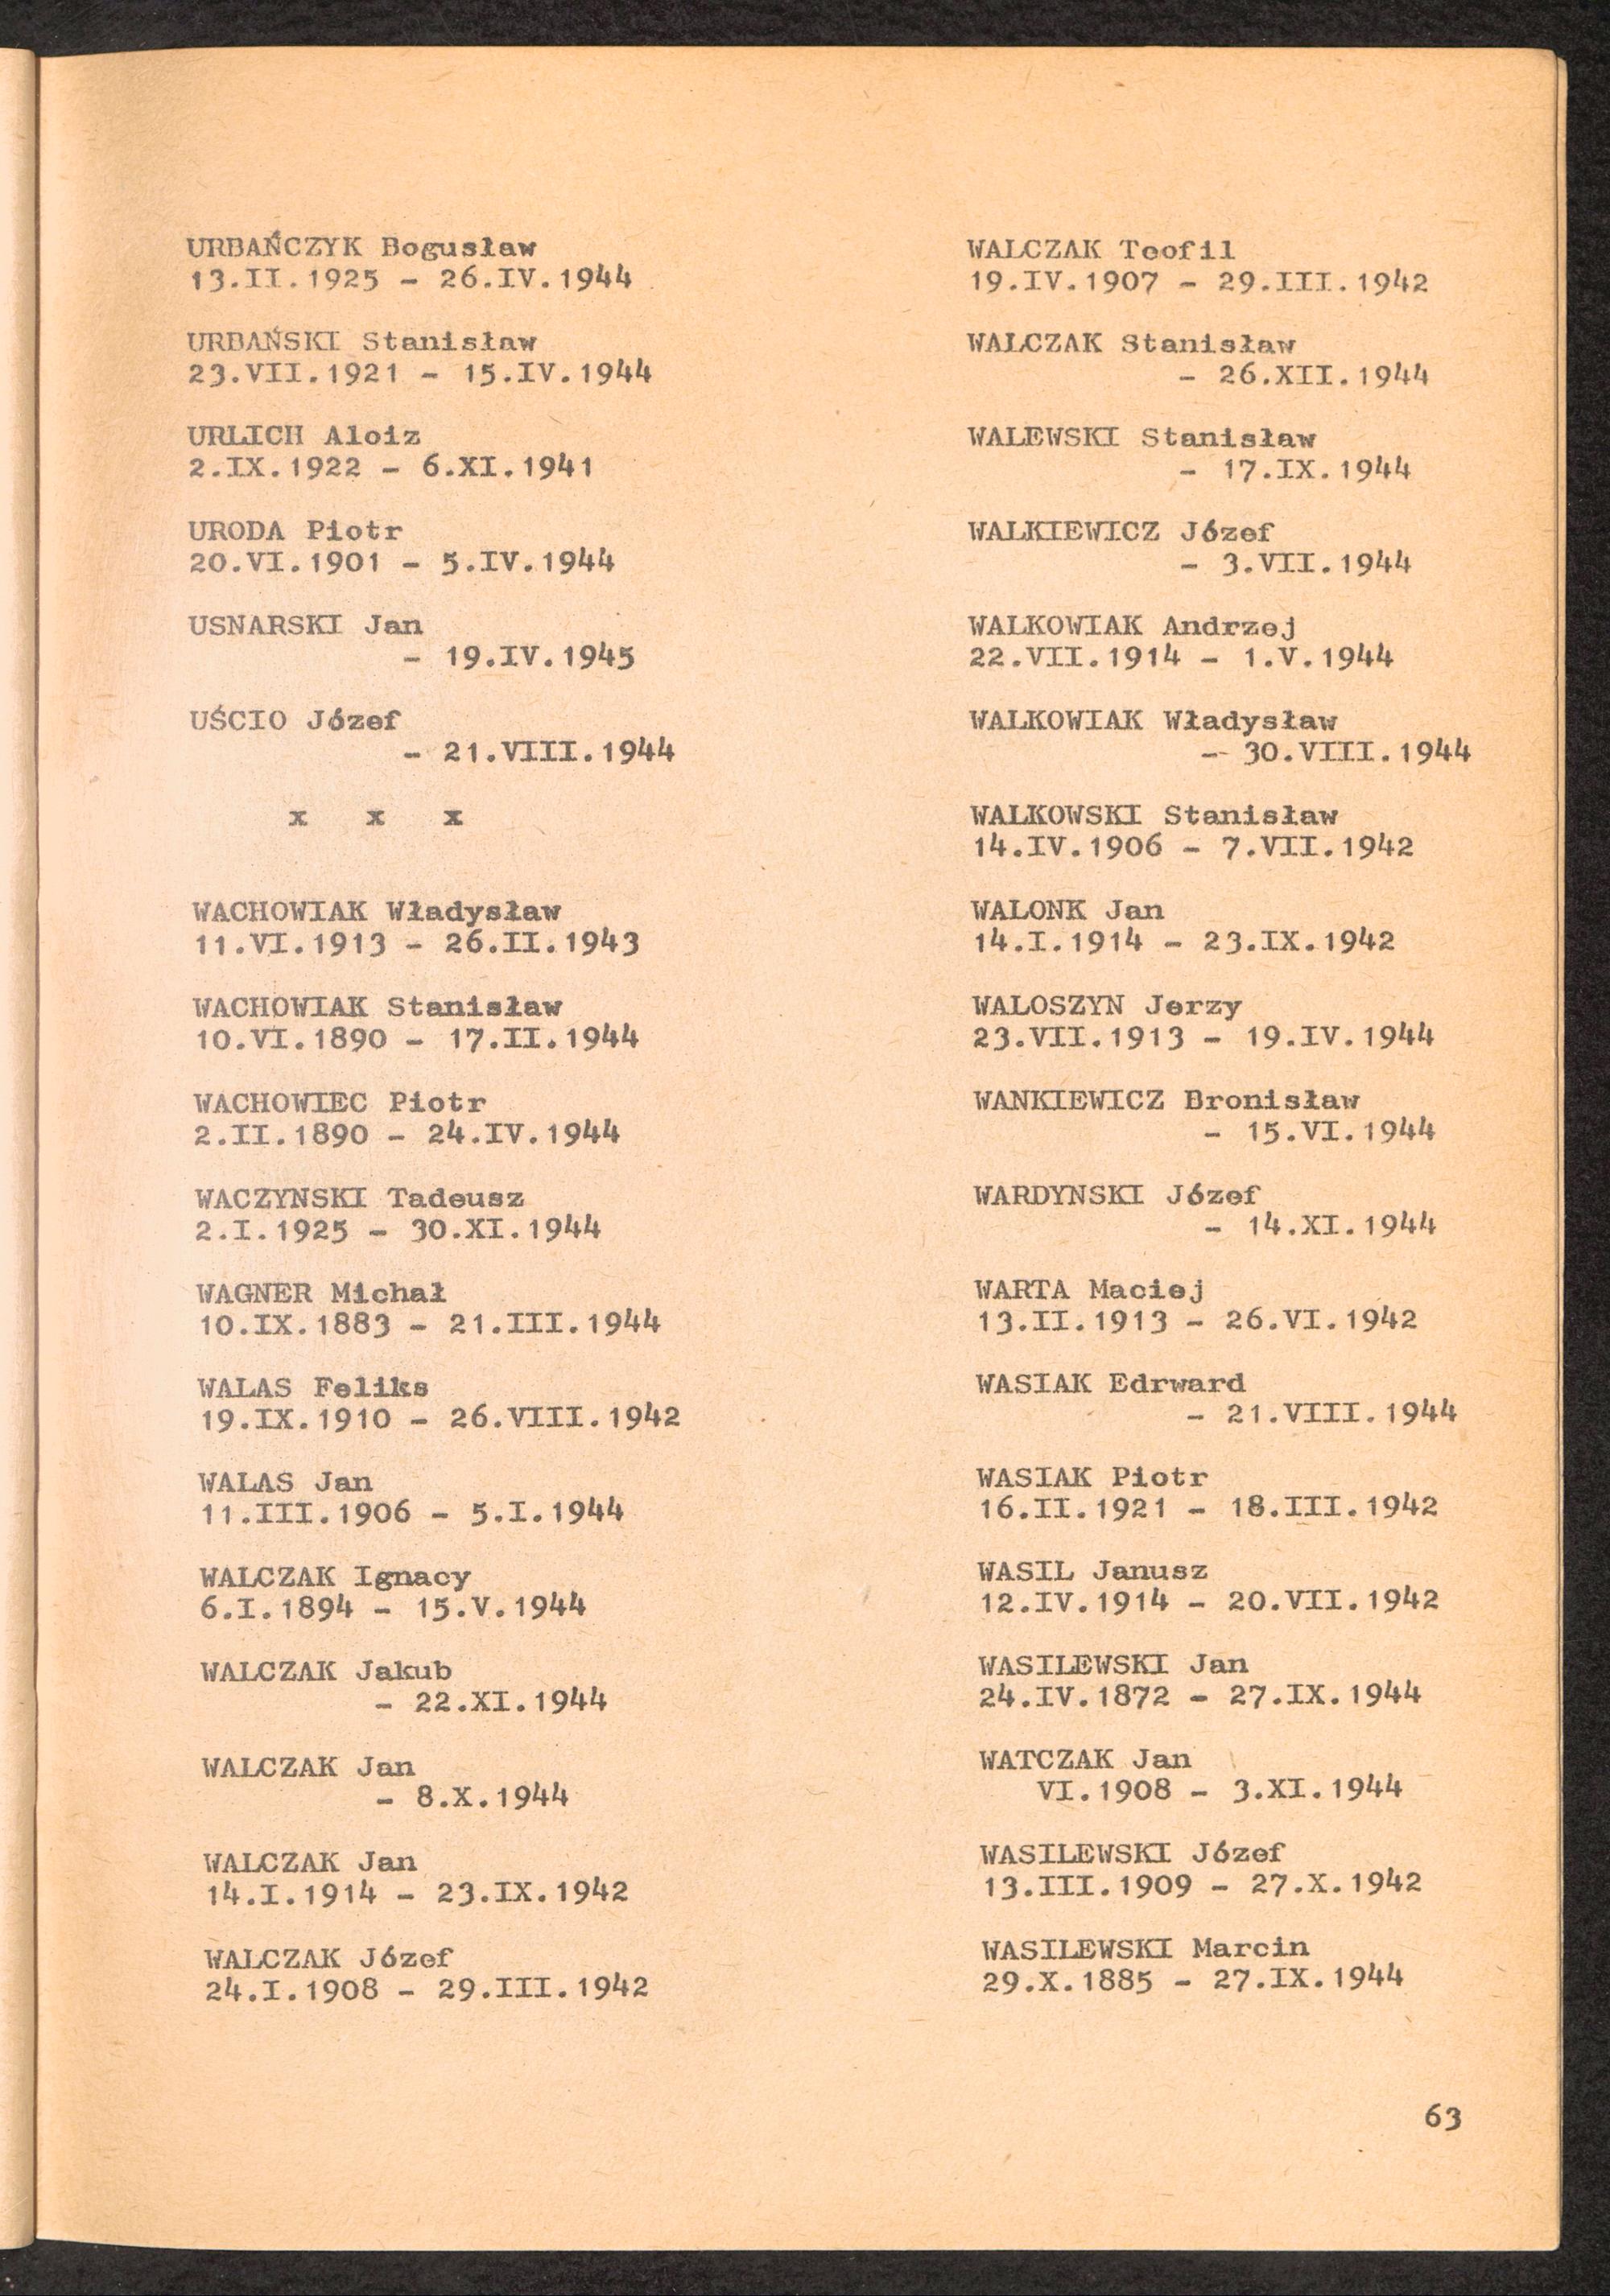 URBAŃCZYK Bogusław
13.II.1925 - 26.IV.1944
URBAŃSKI Stanisław
23.VII.1921 - 15.IV.1944
URLICH Aloiz
2.IX.1922 - 6.XI.1941
URODA Piotr
20.VI.1901 - 5.IV.1944
USNARSKI Jan
- 19.IV.1945
UŚCIO Józef
- 21.VIII.1944
x x x
WACHOWIAK Władysław
11.VI.1913 - 26.II.1943
WACHOWIAK Stanisław
10.VI.1890 - 17.II.1944
WACHOWIEC Piotr
2.II.1890 - 24.IV.1944
WACZYNSKI Tadeusz
2.I.1925 - 30.XI.1944
WAGNER Michał
10.IX.1883 - 21.III.1944
WALAS Feliks
19.IX.1910 - 26.VIII.1942
WALAS Jan
11.III.1906 - 5.I.1944
WALCZAK Ignacy
6.I.1894 - 15.V.1944
WALCZAK Jakub
- 22.XI.1944
WALCZAK Jan
- 8.X.1944
WALCZAK Jan
14.I.1914 - 23.IX.1942
WALCZAK Józef
24.I.1908 - 29.III.1942
WALCZAK Teofil
19.IV.1907 - 29.III.1942
WALCZAK Stanisław
- 26.XII.1944
WALEWSKI Stanisław
- 17.IX.1944
WALKIEWICZ Józef
- 3.VII.1944
WALKOWIAK Andrzej
22.VII.1914 - 1.V.1944
WALKOWIAK Władysław
- 30.VIII.1944
WALKOWSKI Stanisław
14.IV.1906 - 7.VII.1942
WALONK Jan
14.I.1914 - 23.IX.1942
WALOSZYN Jerzy
23.VII.1913 - 19.IV.1944
WANKIEWICZ Bronisław
- 15.VI.1944
WARDYNSKI Józef
- 14.XI.1944
WARTA Maciej
13.II.1913 - 26.VI.1942
WASIAK Edrward
- 21.VIII.1944
WASIAK Piotr
16.II.1921 - 18.III.1942
WASIL Janusz
12.IV.1914 - 20.VII.1942
WASILEWSKI Jan
24.IV.1872 - 27.IX.1944
WATCZAK Jan
VI.1908 - 3.XI.1944
WASILEWSKI Józef
13.III.1909 - 27.X.1942
WASILEWSKI Marcin
29.X.1885 - 27.IX.1944
63